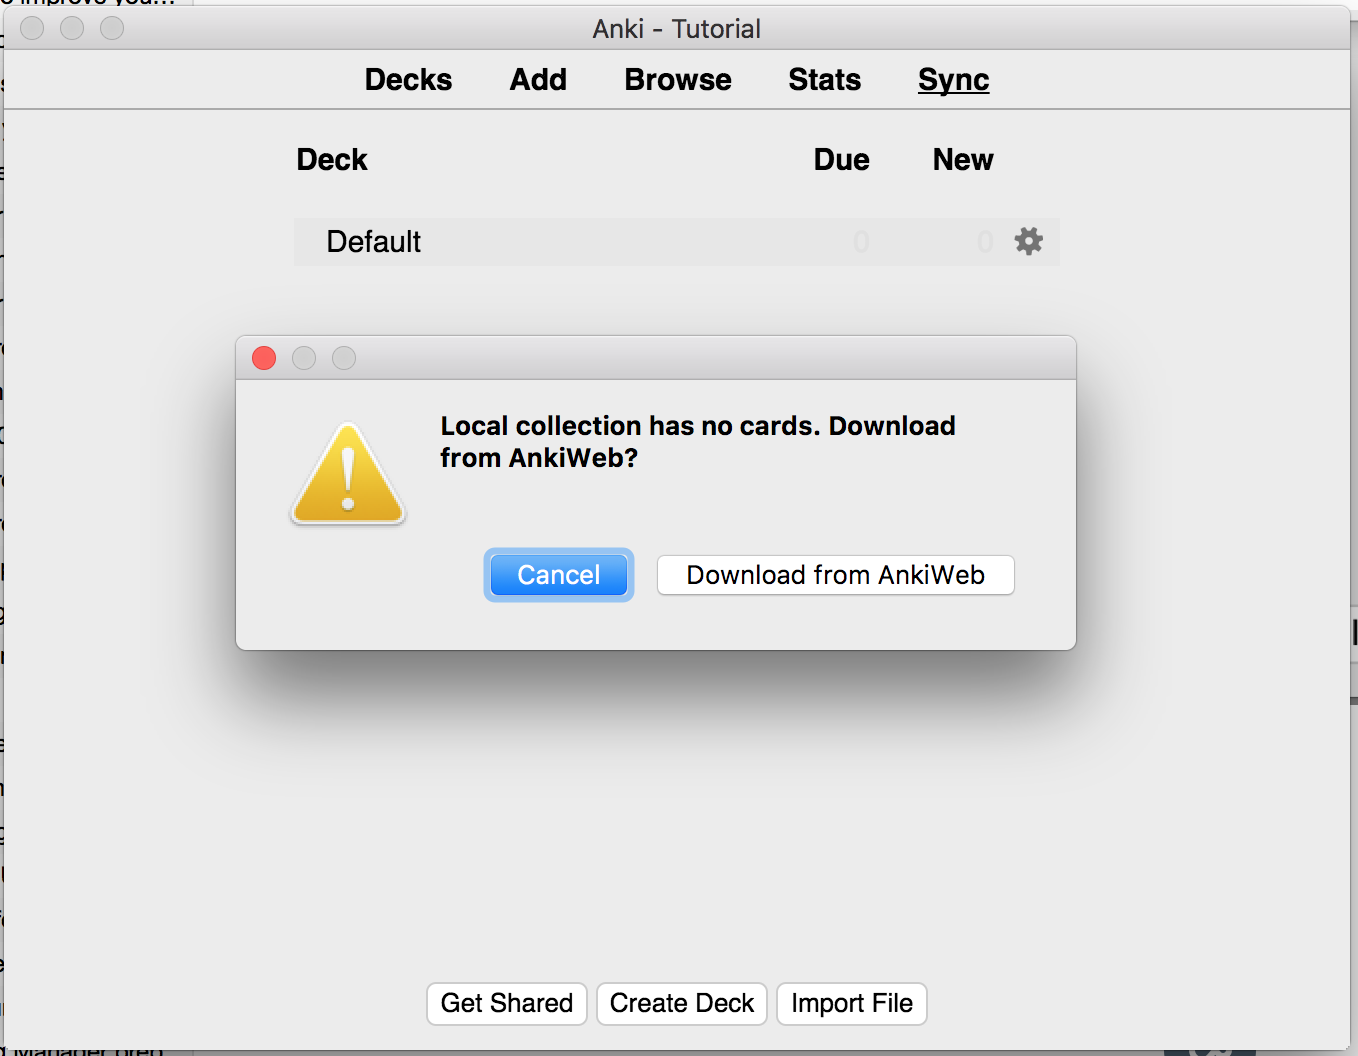 Anki - Tutorial
Decks Add Browse Stats Sync
Deck Due New
Default 0 0
Local collection has no cards. Download
from AnkiWeb?
Cancel Download from AnkiWeb
Get Shared Create Deck Import File